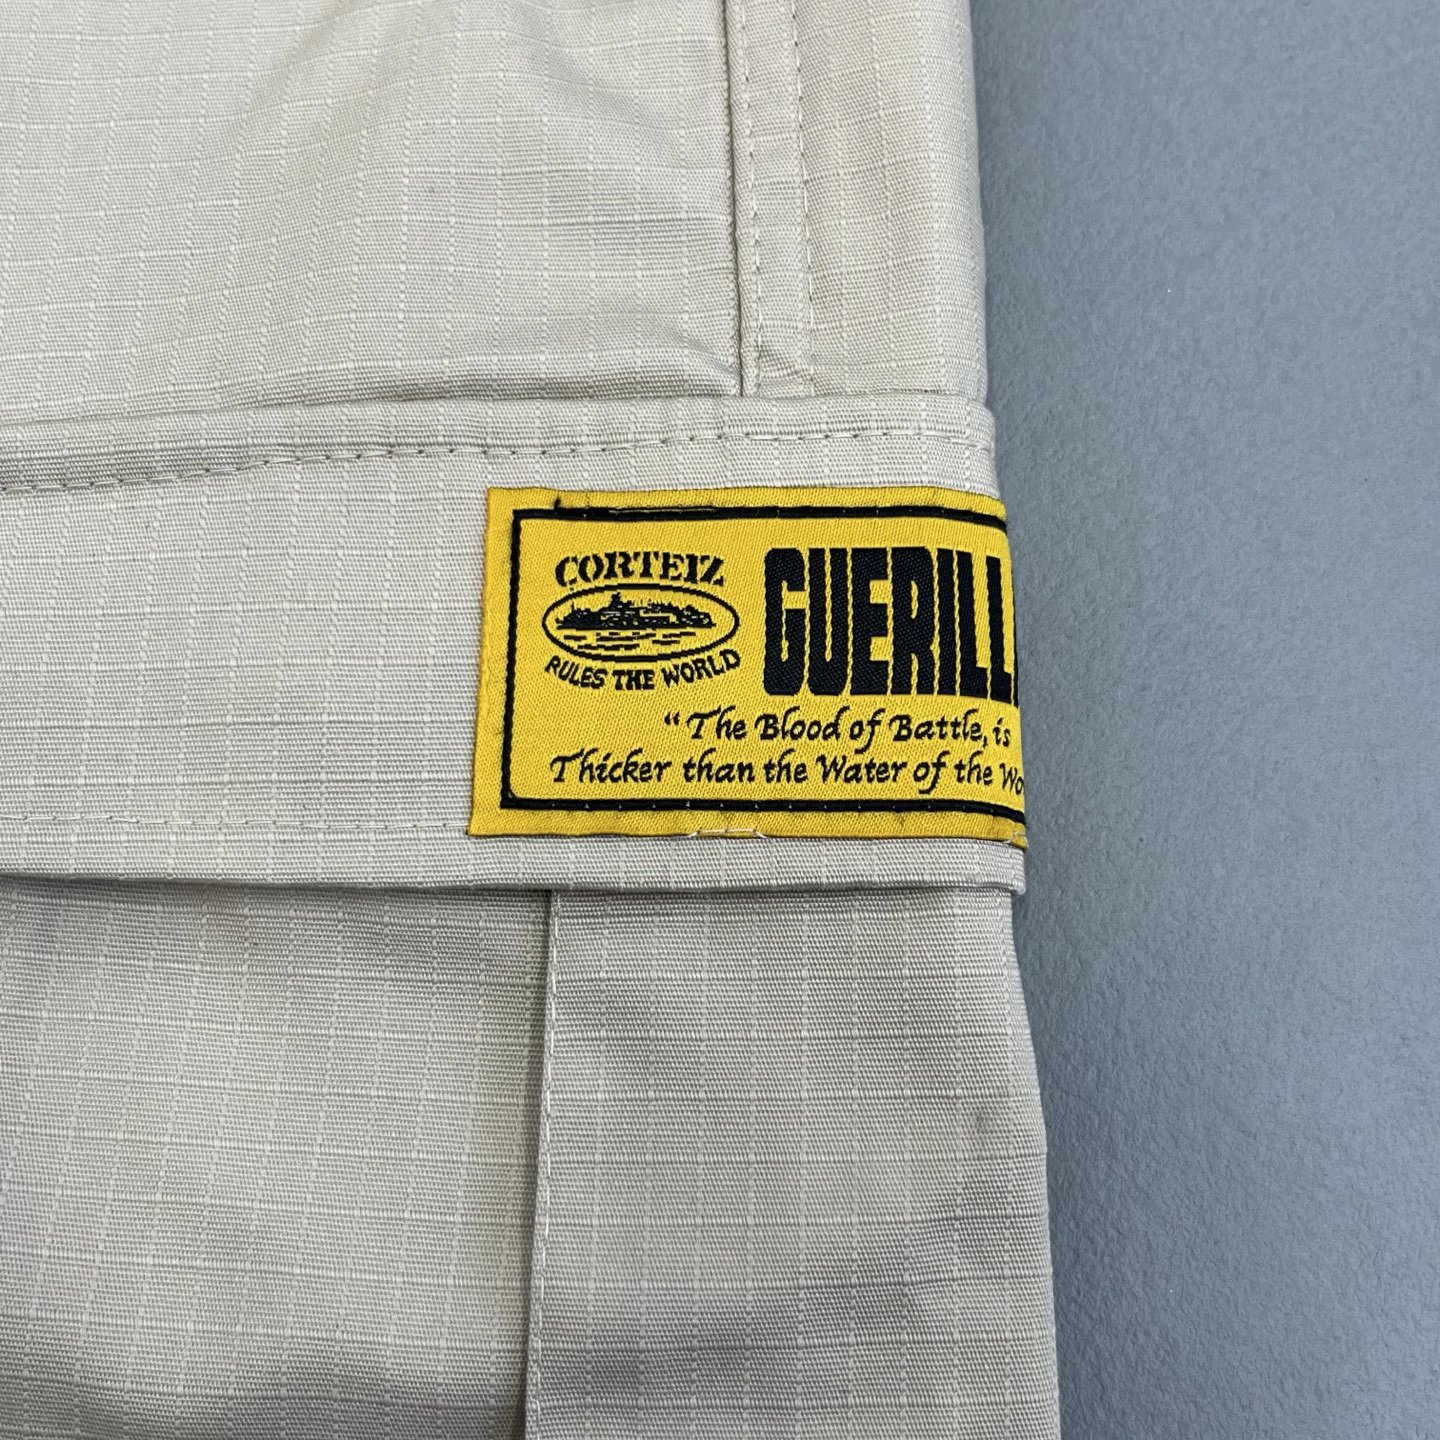 CORTEIZ
RULES THE WORLD
GUERILL
"The Blood of Battle, is
Thicker than the Water of the Wo